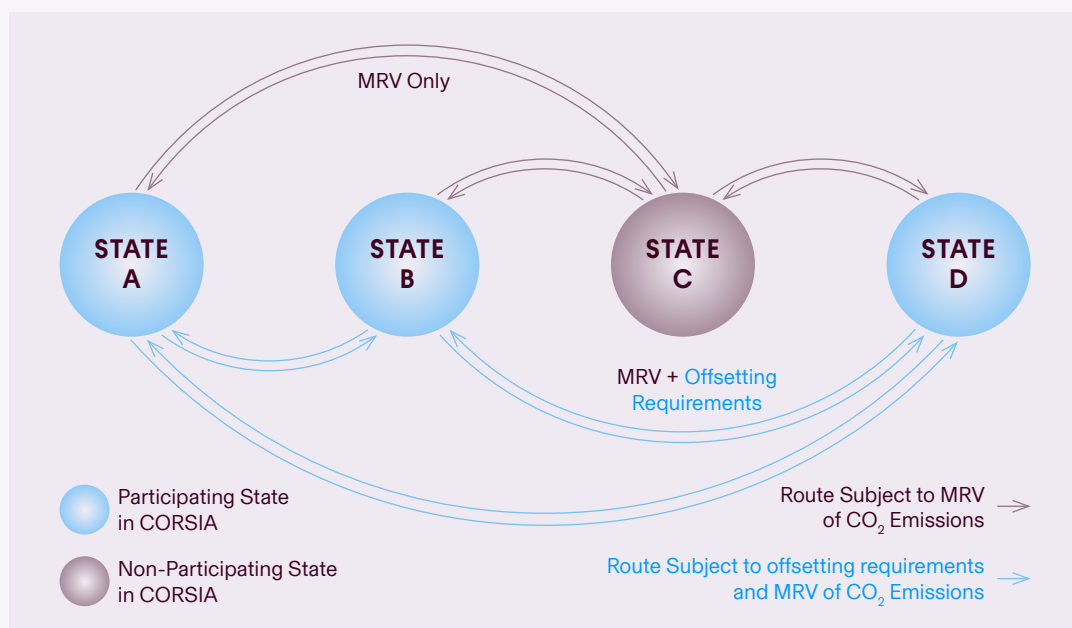 MRV Only
STATE
A
STATE
B
STATE
C
STATE
D
MRV + Offsetting
Requirements
Participating State
in CORSIA
Non-Participating State
in CORSIA
Route Subject to MRV
of CO₂ Emissions
Route Subject to offsetting requirements
and MRV of CO₂ Emissions